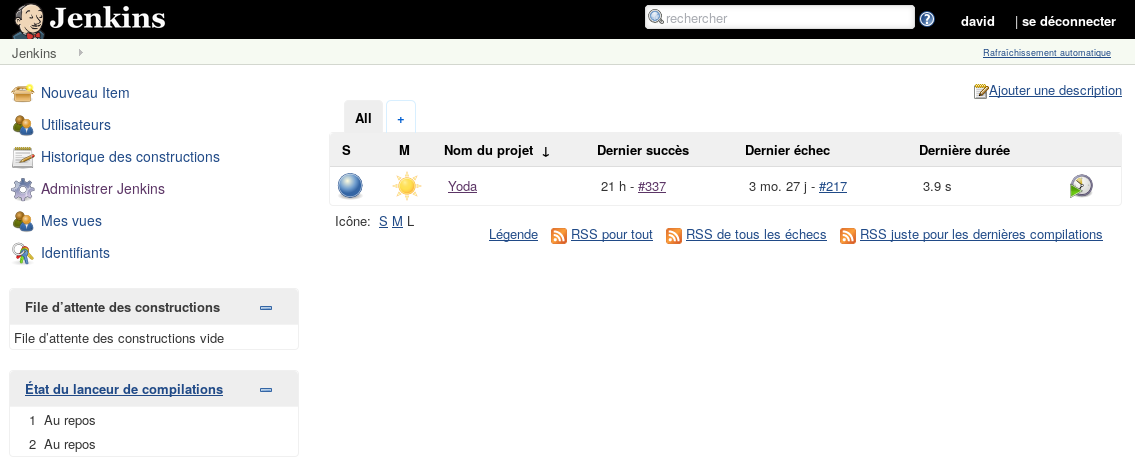 Jenkins
rechercher
david | se déconnecter
Jenkins
Rafraîchissement automatique
Nouveau Item
Utilisateurs
Historique des constructions
Administrer Jenkins
Mes vues
Identifiants
File d'attente des constructions
File d'attente des constructions vide
État du lanceur de compilations
1 Au repos
2 Au repos
Ajouter une description
All +
S M Nom du projet ↓ Dernier succès Dernier échec Dernière durée
Yoda 21 h - #337 3 mo. 27 j - #217 3.9 s
Icône: S M L
Légende RSS pour tout RSS de tous les échecs RSS juste pour les dernières compilations